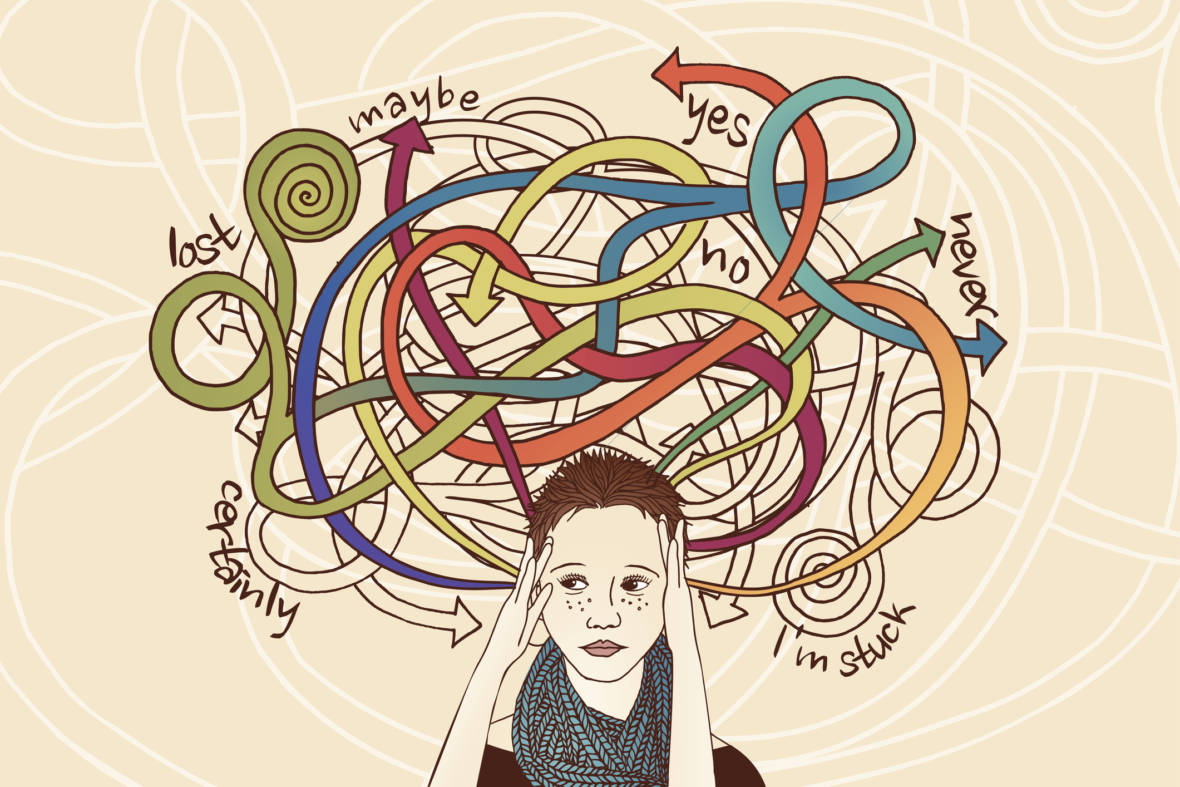 maybe
yes
lost
no
never
certainly
I'm stuck